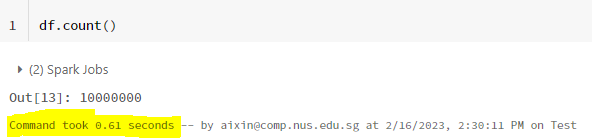 1 df.count()
(2) Spark Jobs
Out[13]: 10000000
Command took 0.61 seconds -- by aixin@comp.nus.edu.sg at 2/16/2023, 2:30:11 PM on Test